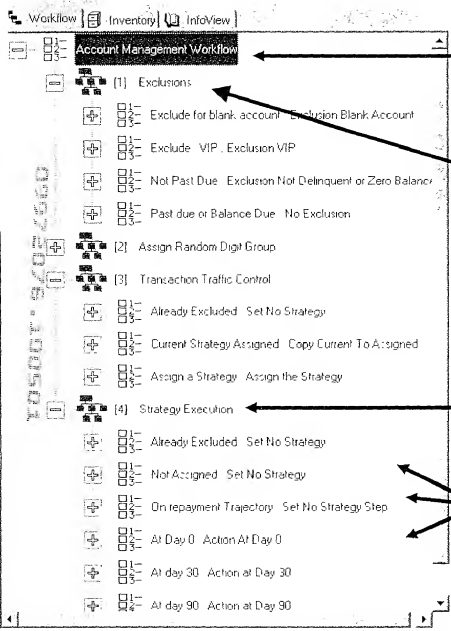 Workflow Inventory InfoView
Account Management Workflow
[1] Exclusions
Exclude for blank account Exclusion Blank Account
Exclude VIP . Exclusion VIP
Not Past Due Exclusion Not Delinquent or Zero Balance
Past due or Balance Due No Exclusion
[2] Assign Random Digit Group
[3] Transaction Traffic Control
Already Excluded Set No Strategy
Current Strategy Assigned Copy Current To Assigned
Assign a Strategy Assign the Strategy
[4] Strategy Execution
Already Excluded Set No Strategy
Not Assigned Set No Strategy
On repayment Trajectory Set No Strategy Step
At Day 0 Action At Day 0
At day 30 Action at Day 30
At day 90 Action at Day 90